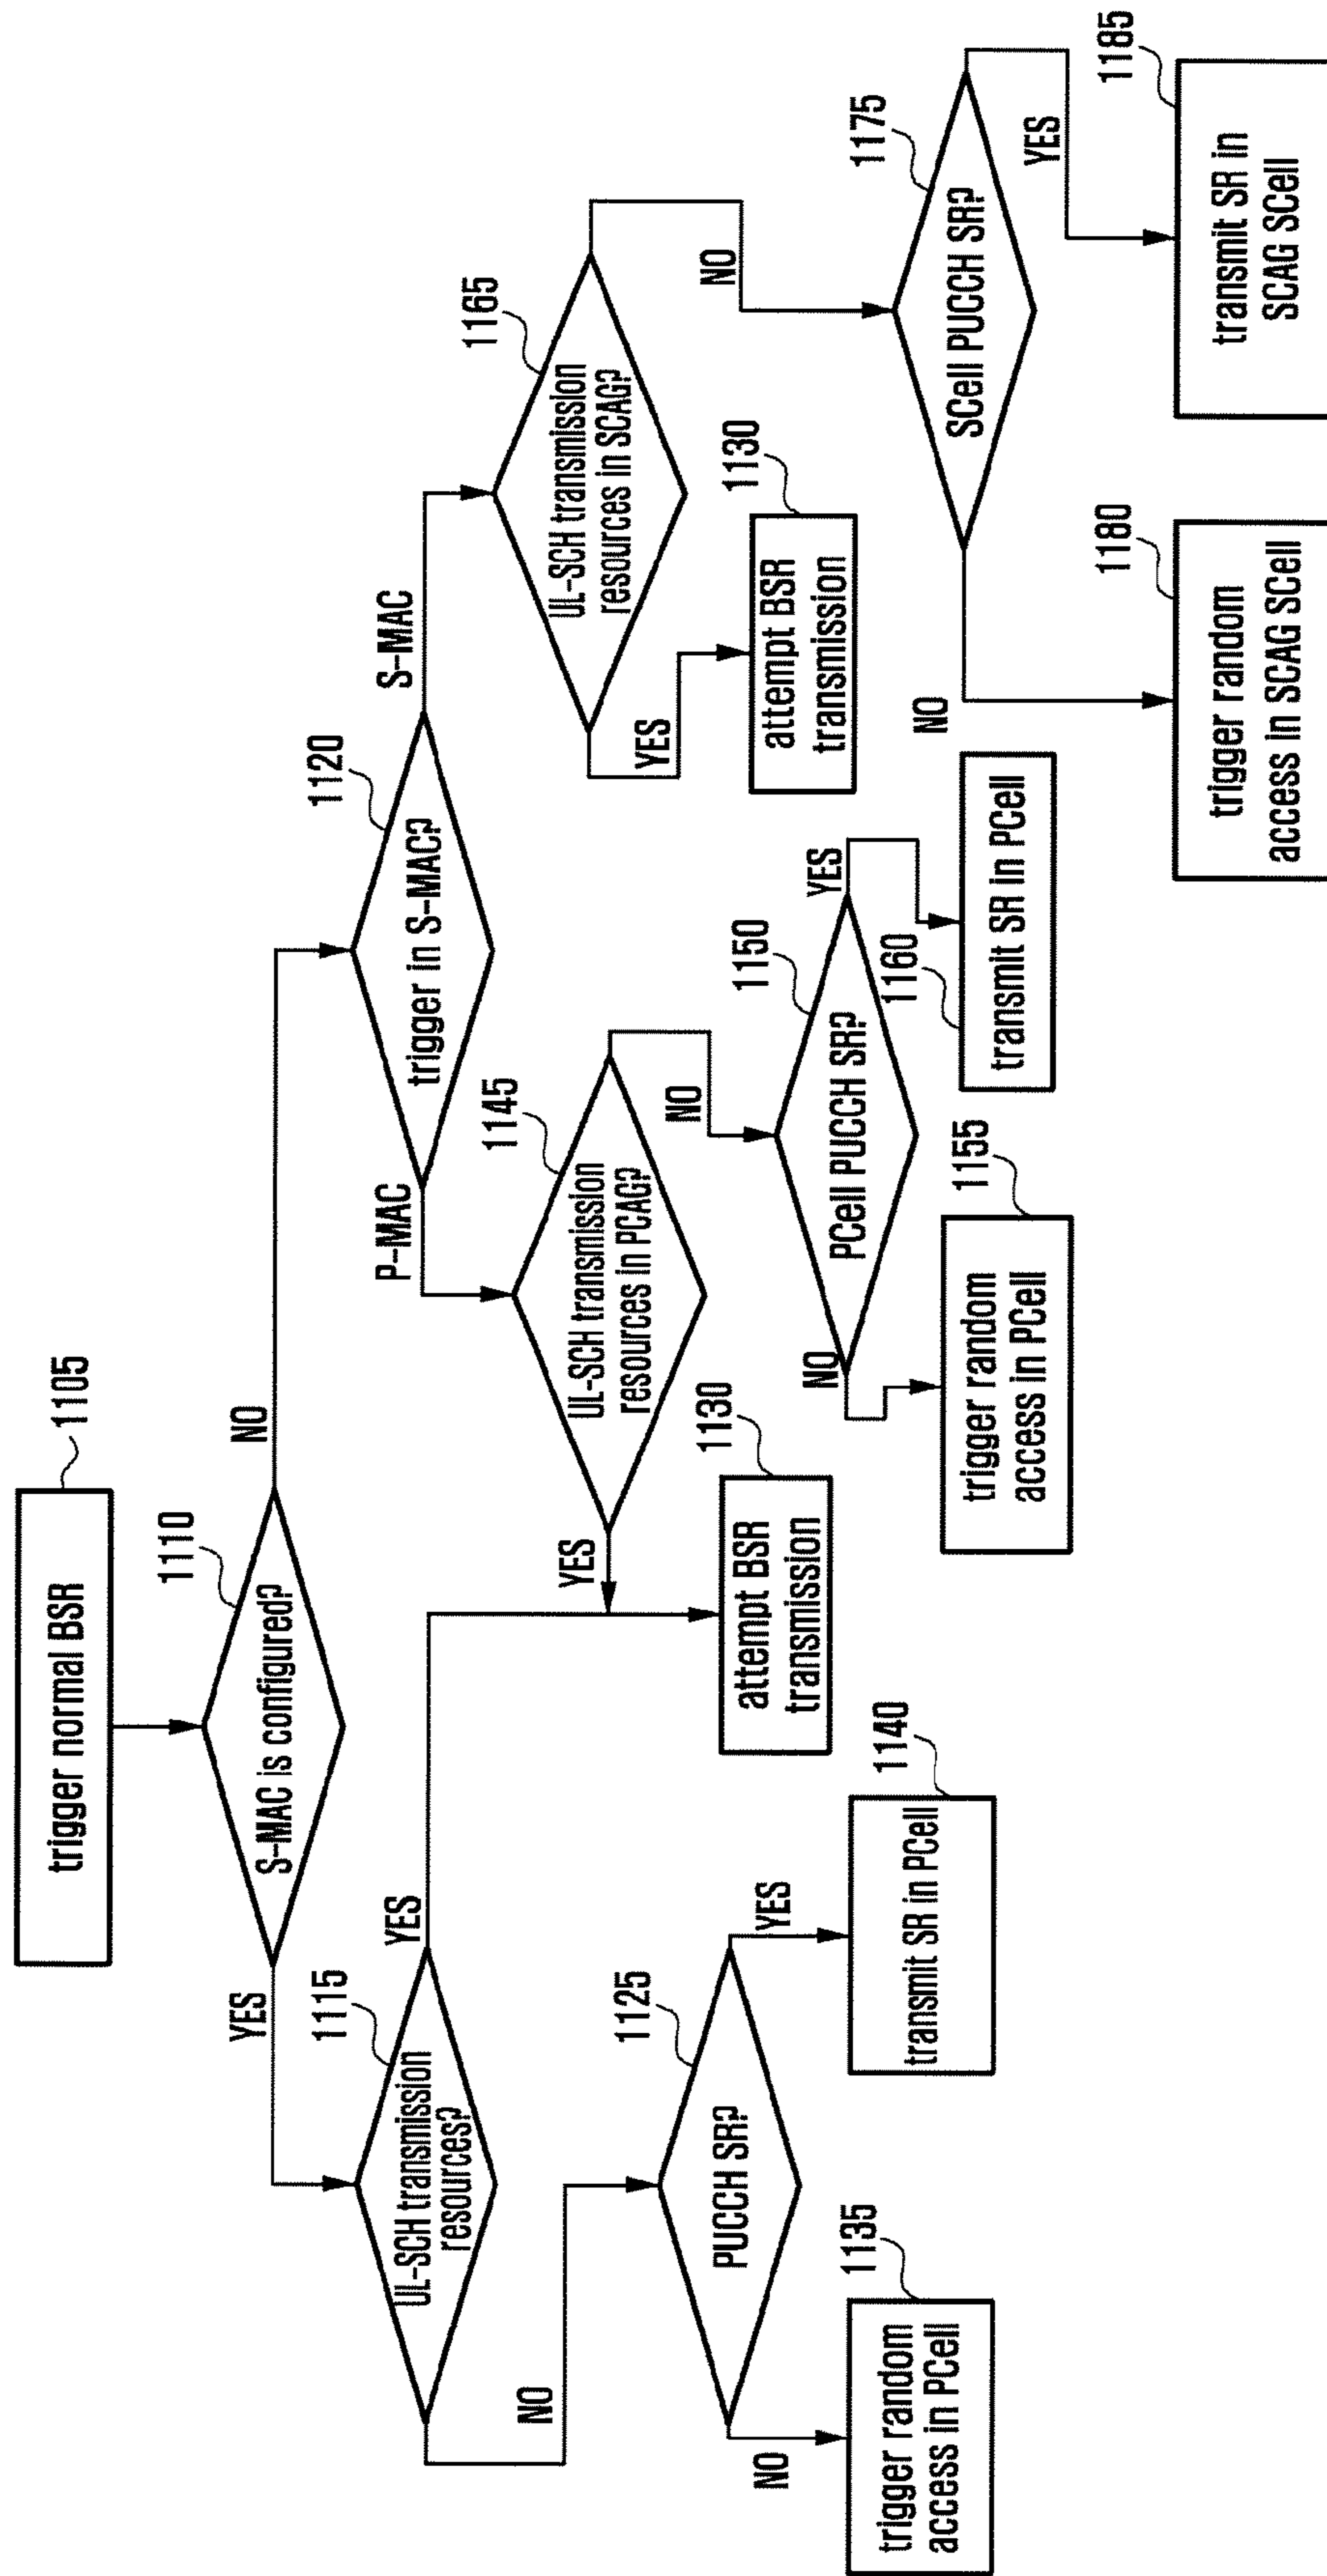 trigger normal BSR
1105
1110
S-MAC is configured?
YES
NO
1115
UL-SCH transmission
resources?
YES
NO
1120
trigger in S-MAC?
P-MAC
S-MAC
1125
PUCCH SR?
NO
YES
1135
trigger random
access in PCell
1140
transmit SR in PCell
1130
attempt BSR
transmission
1145
UL-SCH transmission
resources in PCAG?
YES
NO
1150
PCell PUCCH SR?
NO
YES
1155
trigger random
access in PCell
1160
transmit SR in PCell
1165
UL-SCH transmission
resources in SCAG?
YES
NO
1130
attempt BSR
transmission
1175
SCell PUCCH SR?
NO
YES
1180
trigger random
access in SCAG SCell
1185
transmit SR in
SCAG SCell